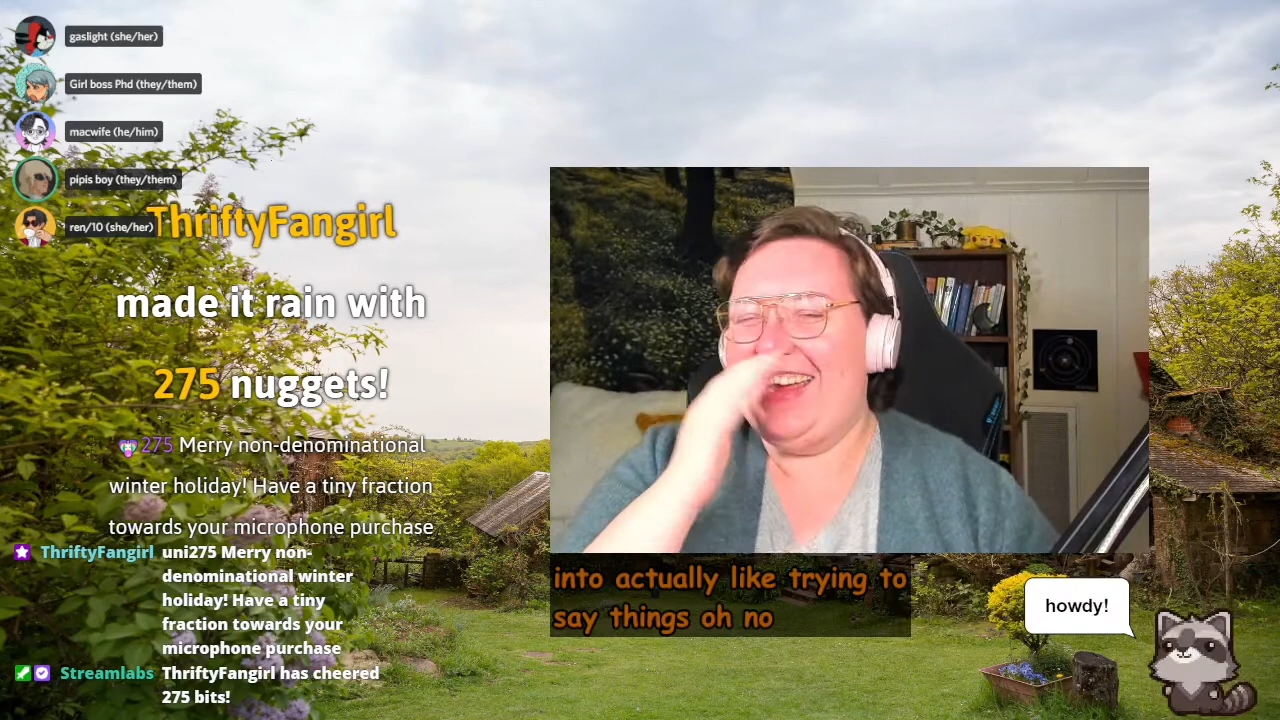 gaslight (she/her)
Girl boss Phd (they/them)
macwife (he/him)
pipis boy (they/them)
ren/10 (she/her)
ThriftyFangirl
made it rain with
275 nuggets!
275 Merry non-denominational
winter holiday! Have a tiny fraction
towards your microphone purchase
ThriftyFangirl uni275 Merry non-
denominational winter
holiday! Have a tiny
fraction towards your
microphone purchase
Streamlabs ThriftyFangirl has cheered
275 bits!
into actually like trying to
say things oh no
howdy!